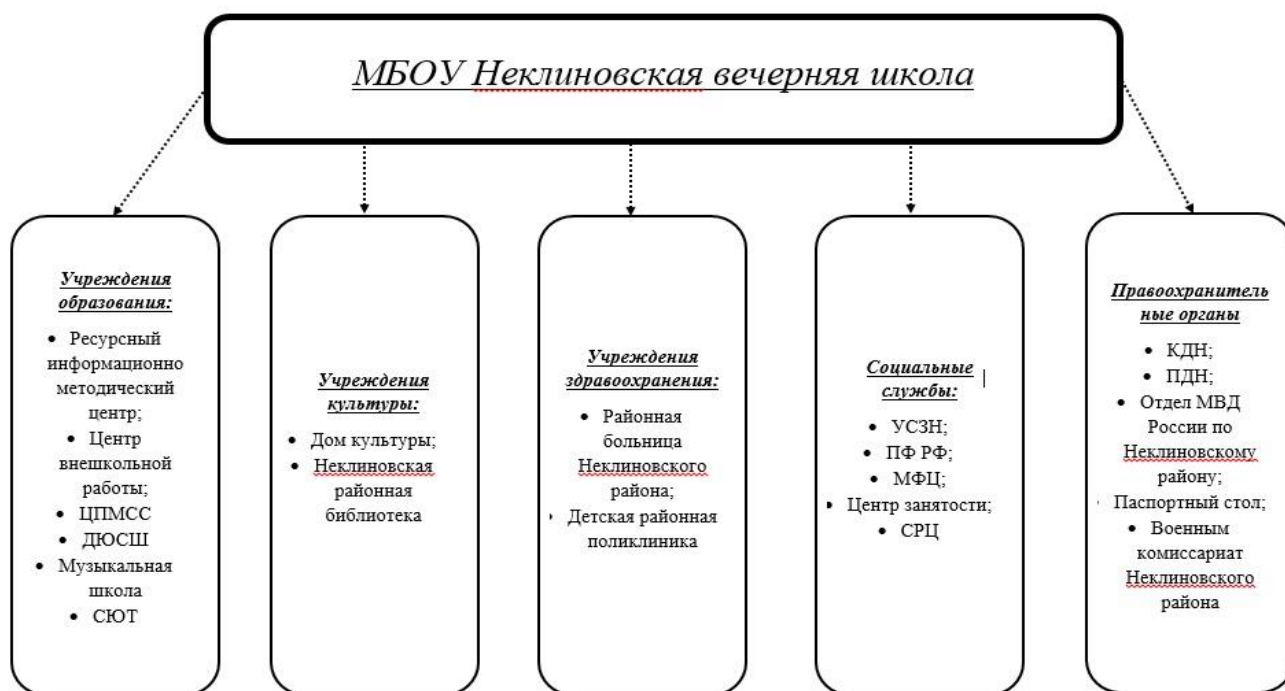 МБОУ Неклиновская вечерняя школа
Учреждения
образования:
• Ресурсный
информационно
методический
центр;
• Центр
внешкольной
работы;
• ЦПМСС
• ДЮСШ
• Музыкальная
школа
• СЮТ
Учреждения
культуры:
• Дом культуры;
• Неклиновская
районная
библиотека
Учреждения
здравоохранения:
• Районная
больница
Неклиновского
района;
• Детская районная
поликлиника
Социальные
службы:
• УСЗН;
• ПФ РФ;
• МФЦ;
• Центр занятости;
• СРЦ
Правоохранитель
ные органы
• КДН;
• ПДН;
• Отдел МВД
России по
Неклиновскому
району;
• Паспортный стол;
• Военным
комиссариат
Неклиновского
района